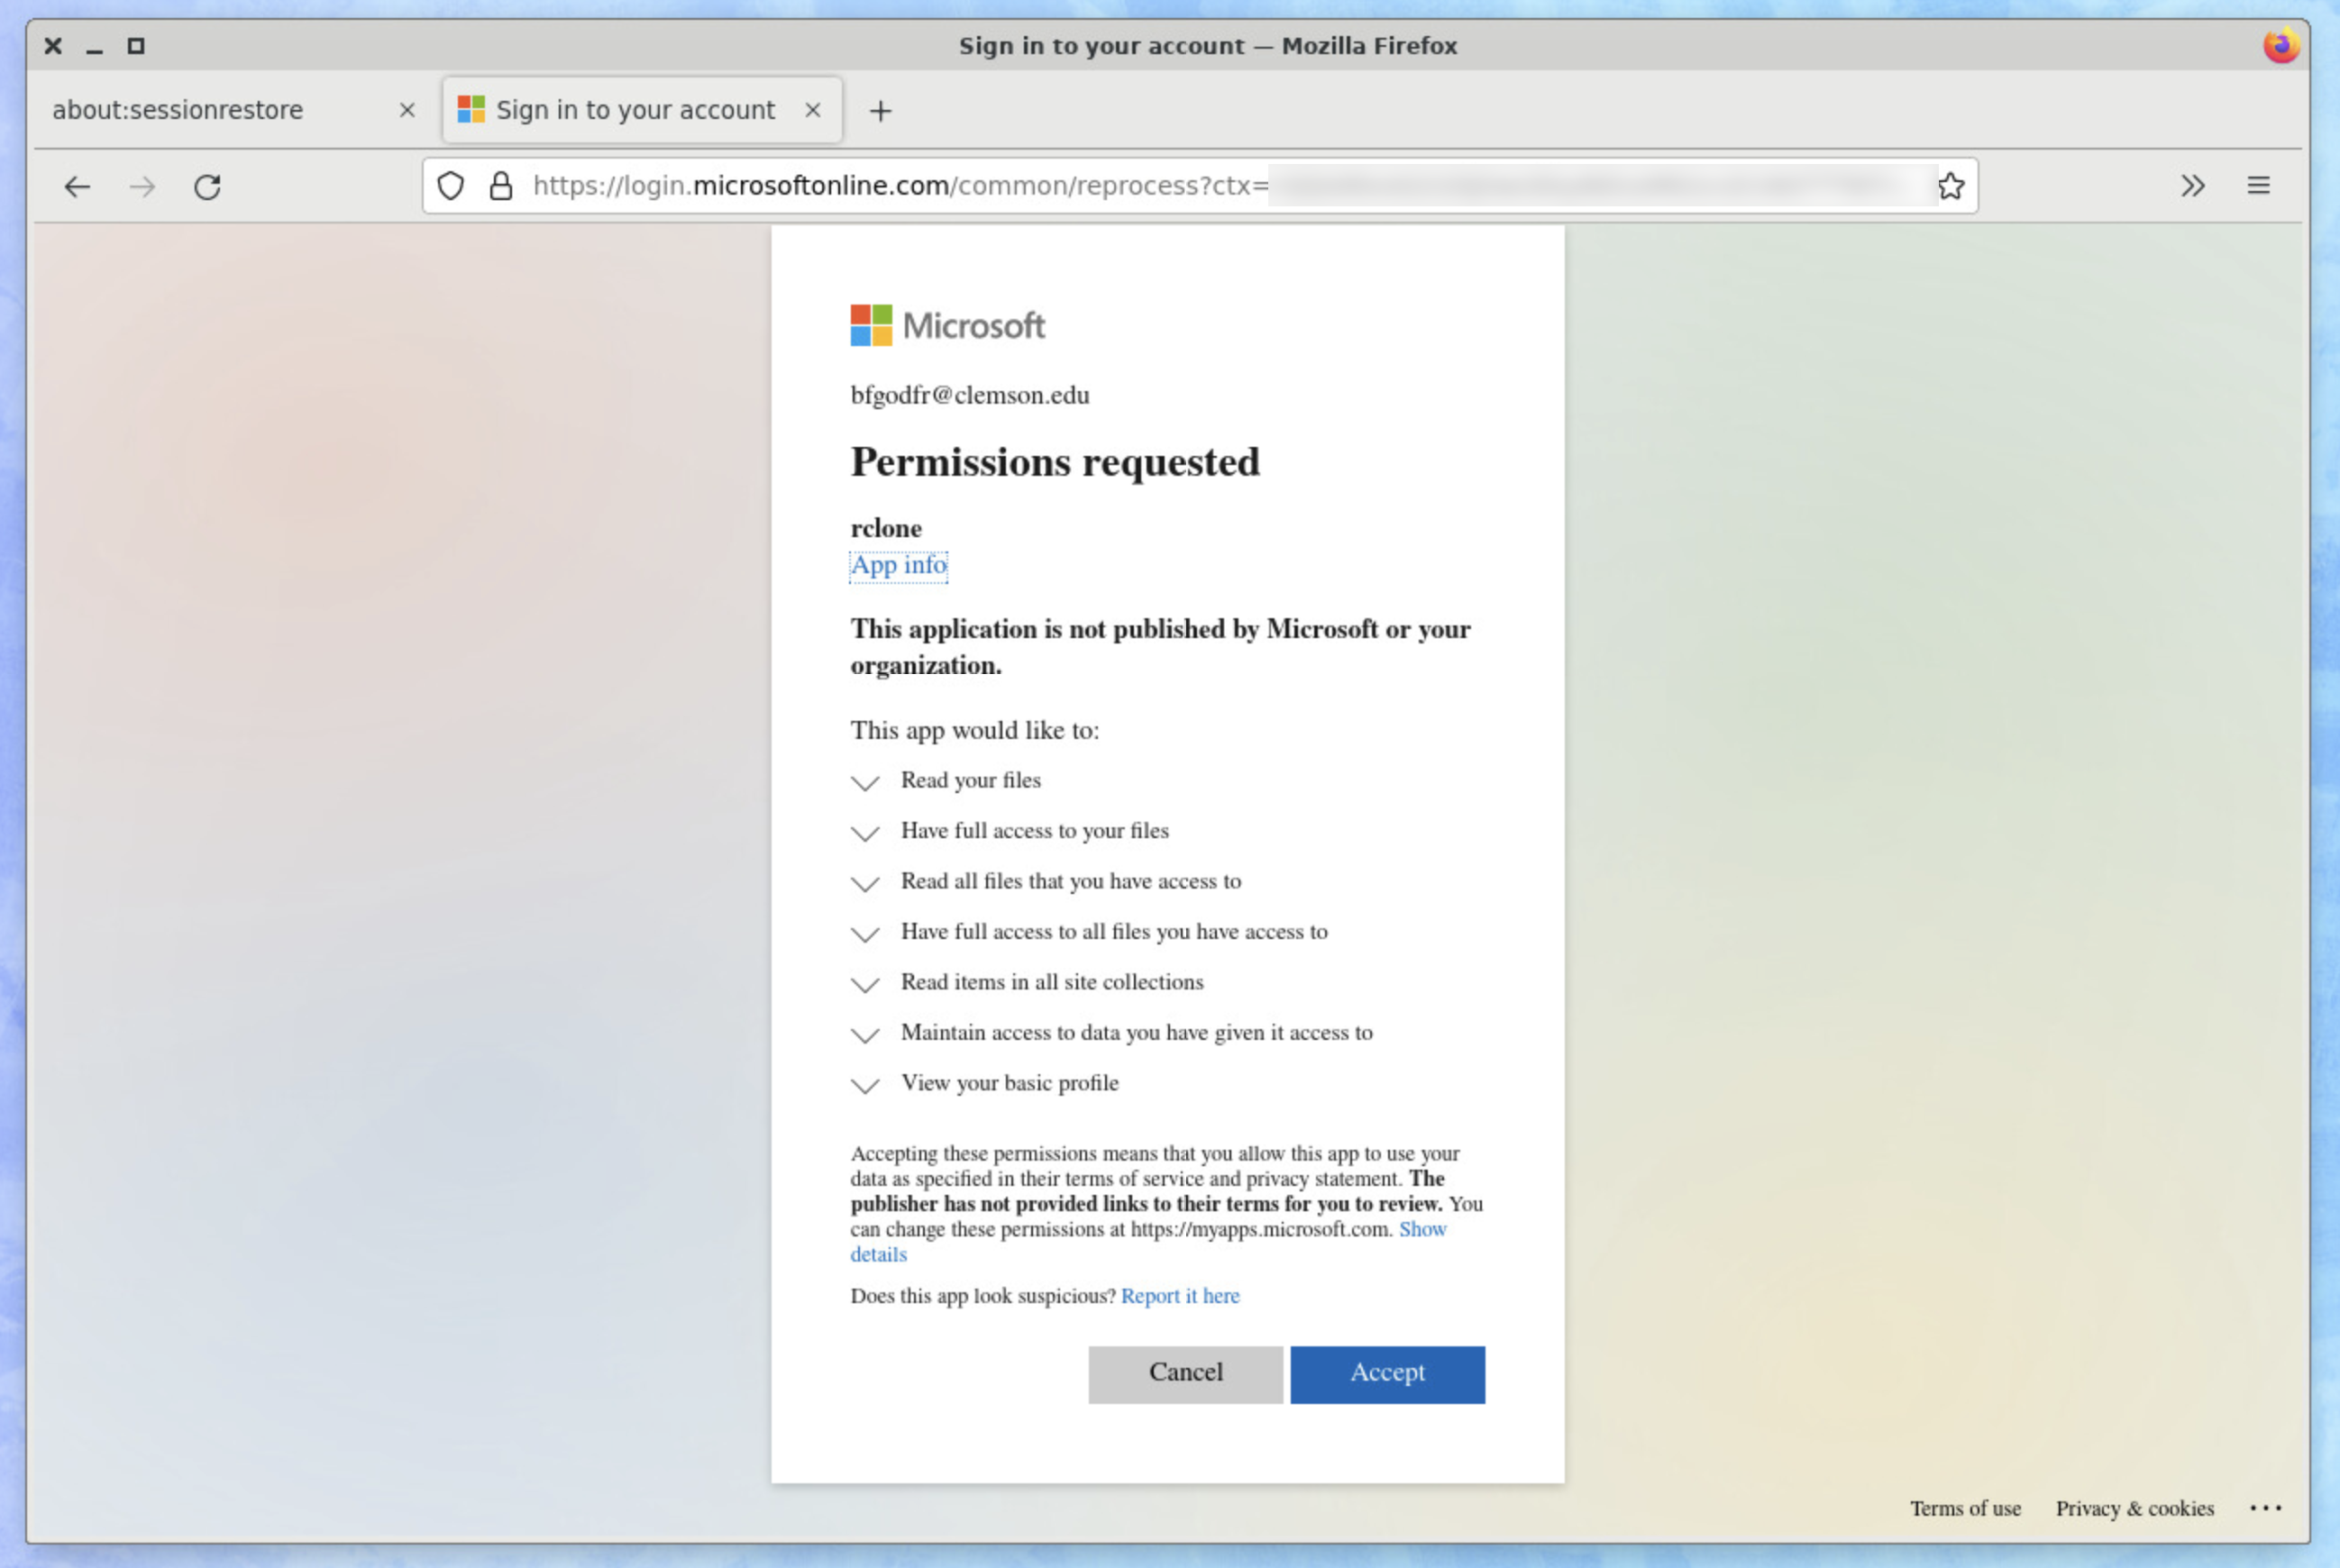 Sign in to your account — Mozilla Firefox
about:sessionrestore
Sign in to your account
https://login.microsoftonline.com/common/reprocess?ctx=
Microsoft
bfgodfr@clemson.edu
Permissions requested
rclone
App info
This application is not published by Microsoft or your
organization.
This app would like to:
Read your files
Have full access to your files
Read all files that you have access to
Have full access to all files you have access to
Read items in all site collections
Maintain access to data you have given it access to
View your basic profile
Accepting these permissions means that you allow this app to use your
data as specified in their terms of service and privacy statement. The
publisher has not provided links to their terms for you to review. You
can change these permissions at https://myapps.microsoft.com. Show
details
Does this app look suspicious? Report it here
Cancel Accept
Terms of use Privacy & cookies ...